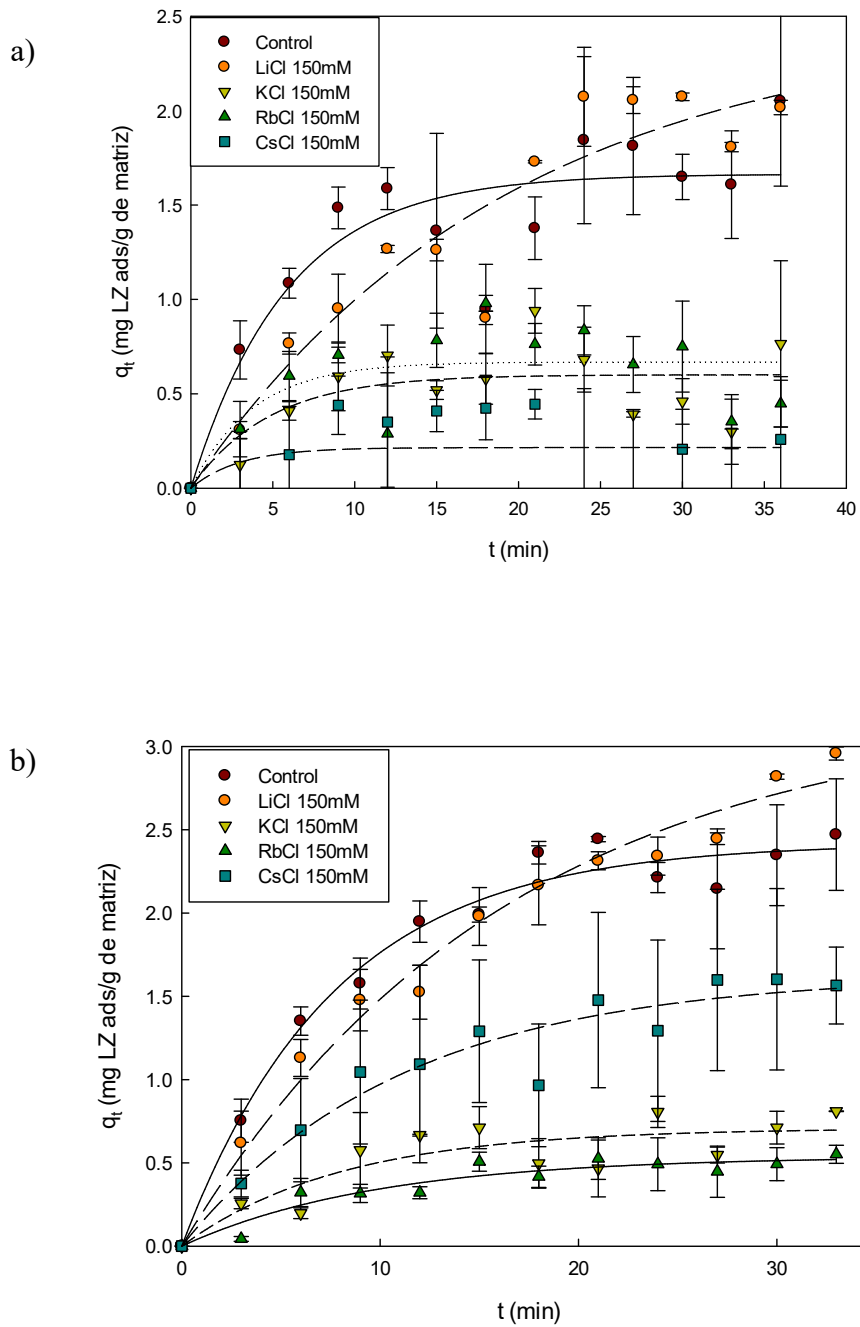 a)
2.5
2.0
1.5
1.0
0.5
0.0
q_t (mg LZ ads/g de matriz)
Control
LiCl 150mM
KCl 150mM
RbCl 150mM
CsCl 150mM
0 5 10 15 20 25 30 35 40
t (min)
b)
3.0
2.5
2.0
1.5
1.0
0.5
0.0
q_t (mg LZ ads/g de matriz)
Control
LiCl 150mM
KCl 150mM
RbCl 150mM
CsCl 150mM
0 10 20 30
t (min)